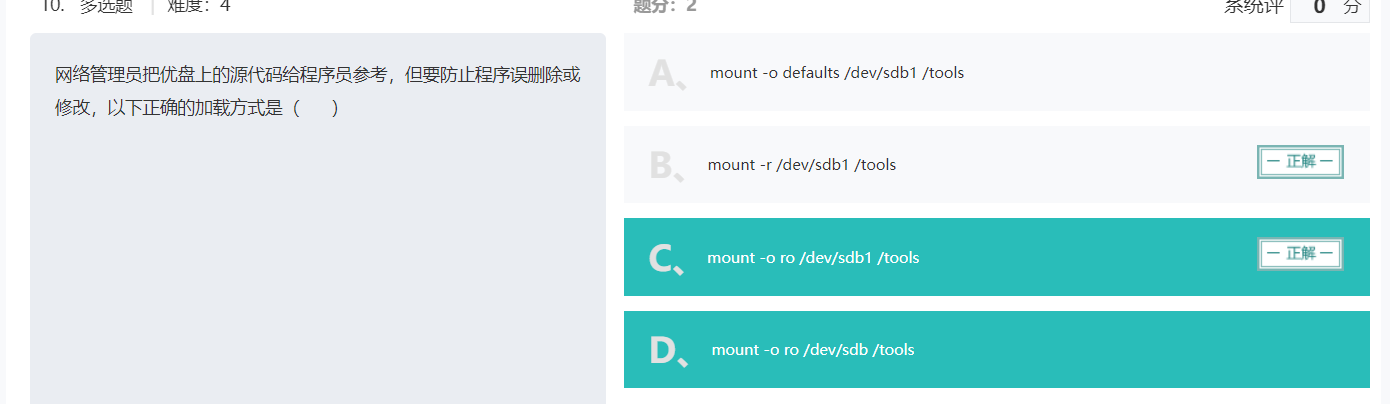 10. 多选题 | 难度：4 题分：2 系统评 0 分
网络管理员把优盘上的源代码给程序员参考，但要防止程序误删除或
修改，以下正确的加载方式是（ ）
A、 mount -o defaults /dev/sdb1 /tools
B、 mount -r /dev/sdb1 /tools 正解
C、 mount -o ro /dev/sdb1 /tools 正解
D、 mount -o ro /dev/sdb /tools